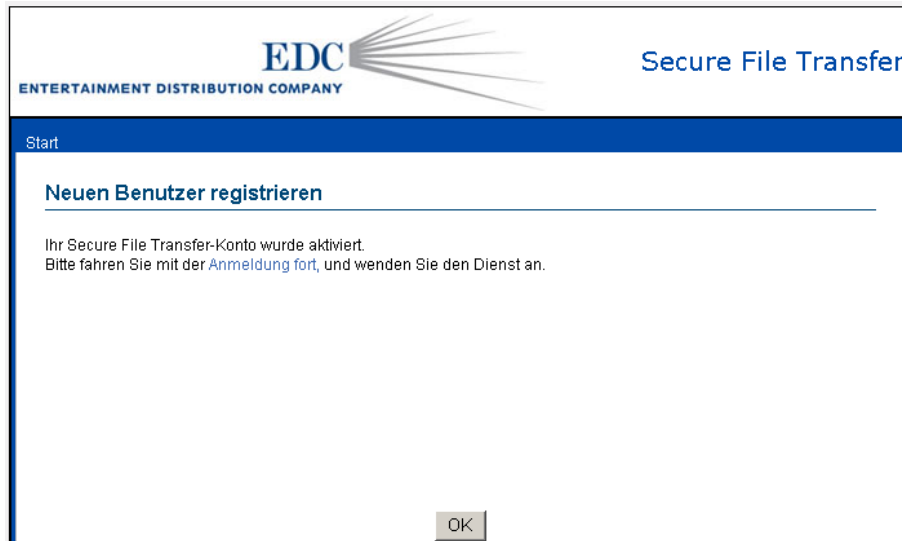 EDC
ENTERTAINMENT DISTRIBUTION COMPANY
Secure File Transfer
Start
Neuen Benutzer registrieren
Ihr Secure File Transfer-Konto wurde aktiviert.
Bitte fahren Sie mit der Anmeldung fort, und wenden Sie den Dienst an.
OK